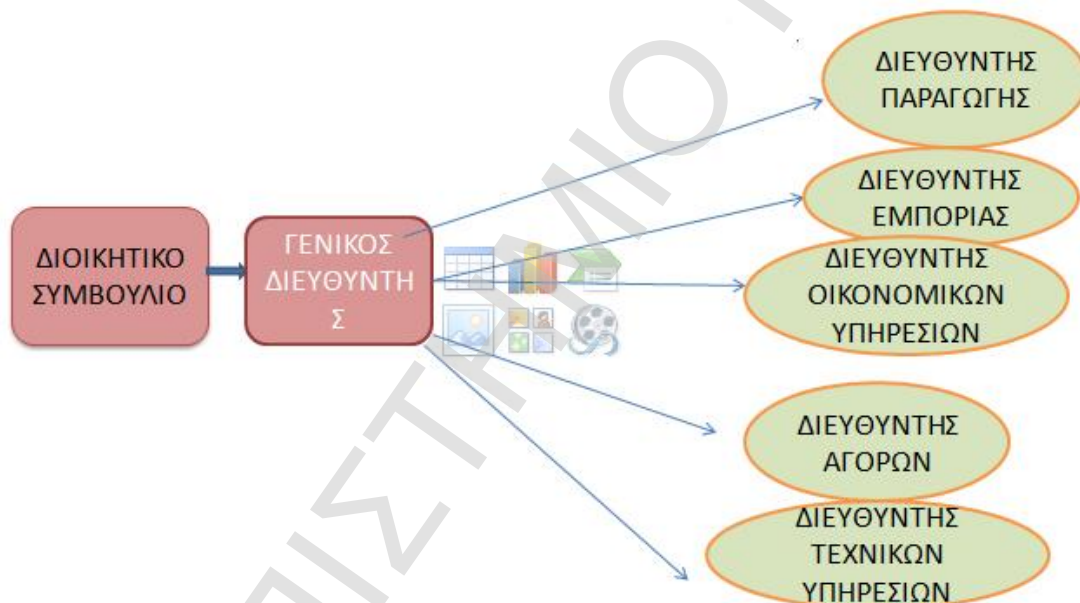 ΔΙΟΙΚΗΤΙΚΟ
ΣΥΜΒΟΥΛΙΟ
ΓΕΝΙΚΟΣ
ΔΙΕΥΘΥΝΤΗ
Σ
ΔΙΕΥΘΥΝΤΗΣ
ΠΑΡΑΓΩΓΗΣ
ΔΙΕΥΘΥΝΤΗΣ
ΕΜΠΟΡΙΑΣ
ΔΙΕΥΘΥΝΤΗΣ
ΟΙΚΟΝΟΜΙΚΩΝ
ΥΠΗΡΕΣΙΩΝ
ΔΙΕΥΘΥΝΤΗΣ
ΑΓΟΡΩΝ
ΔΙΕΥΘΥΝΤΗΣ
ΤΕΧΝΙΚΩΝ
ΥΠΗΡΕΣΙΩΝ